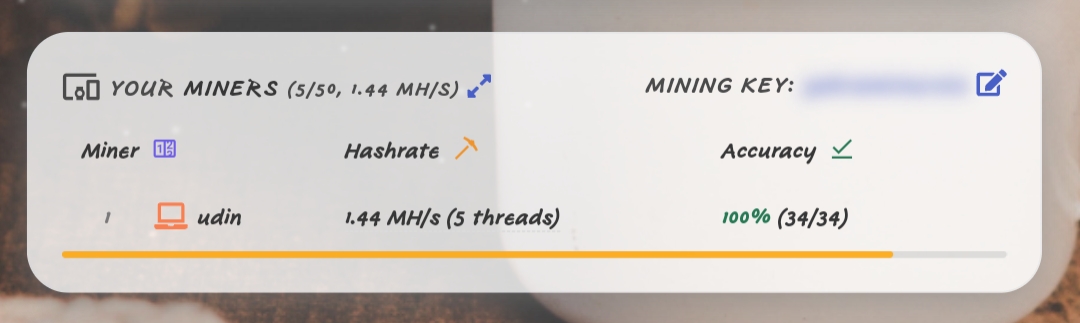 YOUR MINERS (5/50, 1.44 MH/S) MINING KEY:
Miner Hashrate Accuracy
1 udin 1.44 MH/s (5 threads) 100% (34/34)